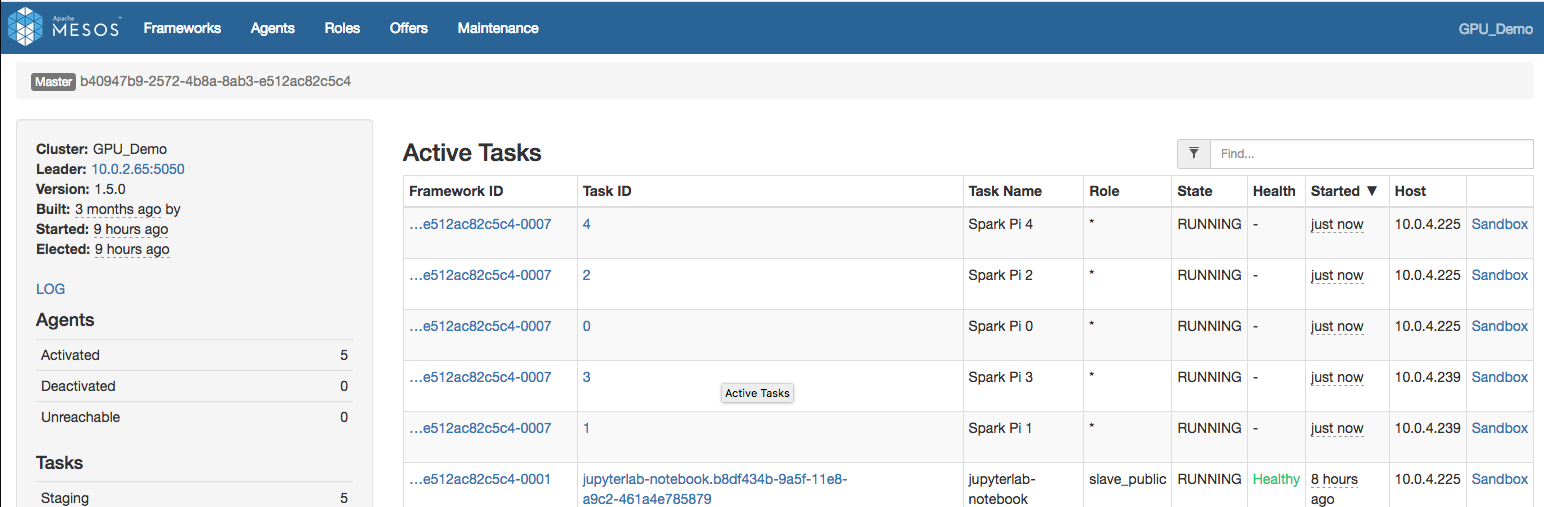 Apache
MESOS™ Frameworks Agents Roles Offers Maintenance GPU_Demo
Master b40947b9-2572-4b8a-8ab3-e512ac82c5c4
Cluster: GPU_Demo
Leader: 10.0.2.65:5050
Version: 1.5.0
Built: 3 months ago by
Started: 9 hours ago
Elected: 9 hours ago
LOG
Agents
Activated 5
Deactivated 0
Unreachable 0
Tasks
Staging 5
Active Tasks Find...
Framework ID Task ID Task Name Role State Health Started ▼ Host
…e512ac82c5c4-0007 4 Spark Pi 4 * RUNNING - just now 10.0.4.225 Sandbox
…e512ac82c5c4-0007 2 Spark Pi 2 * RUNNING - just now 10.0.4.225 Sandbox
…e512ac82c5c4-0007 0 Spark Pi 0 * RUNNING - just now 10.0.4.225 Sandbox
…e512ac82c5c4-0007 3 Spark Pi 3 * RUNNING - just now 10.0.4.239 Sandbox
Active Tasks
…e512ac82c5c4-0007 1 Spark Pi 1 * RUNNING - just now 10.0.4.239 Sandbox
…e512ac82c5c4-0001 jupyterlab-notebook.b8df434b-9a5f-11e8- jupyterlab- slave_public RUNNING Healthy 8 hours 10.0.4.225 Sandbox
a9c2-461a4e785879 notebook ago